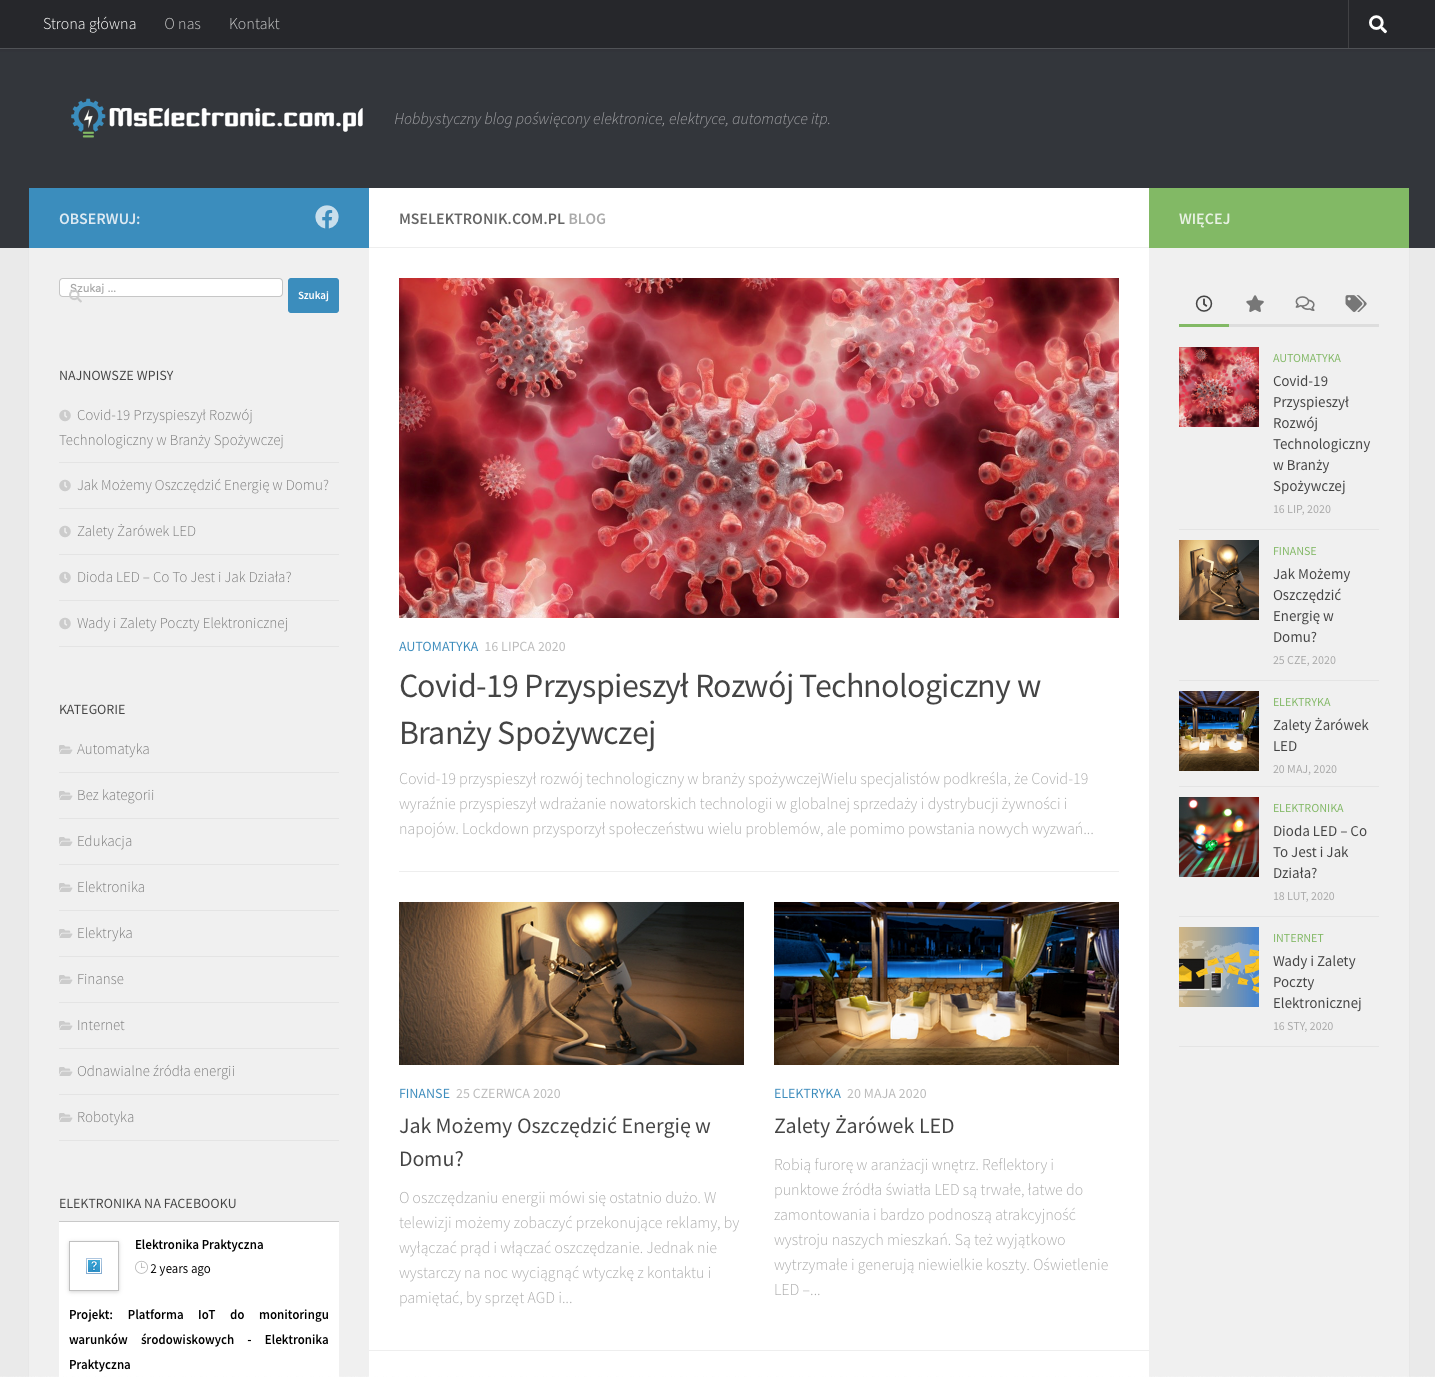 Strona główna
O nas
Kontakt
MsElectronic.com.pl
Hobbystyczny blog poświęcony elektronice, elektryce, automatyce itp.
OBSERWUJ:
Szukaj ...
Szukaj
NAJNOWSZE WPISY
Covid-19 Przyspieszył Rozwój
Technologiczny w Branży Spożywczej
Jak Możemy Oszczędzić Energię w Domu?
Zalety Żarówek LED
Dioda LED – Co To Jest i Jak Działa?
Wady i Zalety Poczty Elektronicznej
KATEGORIE
Automatyka
Bez kategorii
Edukacja
Elektronika
Elektryka
Finanse
Internet
Odnawialne źródła energii
Robotyka
ELEKTRONIKA NA FACEBOOKU
Elektronika Praktyczna
2 years ago
Projekt: Platforma IoT do monitoringu
warunków środowiskowych - Elektronika
Praktyczna
MSELEKTRONIK.COM.PL BLOG
AUTOMATYKA 16 LIPCA 2020
Covid-19 Przyspieszył Rozwój Technologiczny w
Branży Spożywczej
Covid-19 przyspieszył rozwój technologiczny w branży spożywczejWielu specjalistów podkreśla, że Covid-19
wyraźnie przyspieszył wdrażanie nowatorskich technologii w globalnej sprzedaży i dystrybucji żywności i
napojów. Lockdown przysporzył społeczeństwu wielu problemów, ale pomimo powstania nowych wyzwań...
FINANSE 25 CZERWCA 2020
Jak Możemy Oszczędzić Energię w
Domu?
O oszczędzaniu energii mówi się ostatnio dużo. W
telewizji możemy zobaczyć przekonujące reklamy, by
wyłączać prąd i włączać oszczędzanie. Jednak nie
wystarczy na noc wyciągnąć wtyczkę z kontaktu i
pamiętać, by sprzęt AGD i...
ELEKTRYKA 20 MAJA 2020
Zalety Żarówek LED
Robią furorę w aranżacji wnętrz. Reflektory i
punktowe źródła światła LED są trwałe, łatwe do
zamontowania i bardzo podnoszą atrakcyjność
wystroju naszych mieszkań. Są też wyjątkowo
wytrzymałe i generują niewielkie koszty. Oświetlenie
LED –...
WIĘCEJ
AUTOMATYKA
Covid-19
Przyspieszył
Rozwój
Technologiczny
w Branży
Spożywczej
16 LIP, 2020
FINANSE
Jak Możemy
Oszczędzić
Energię w
Domu?
25 CZE, 2020
ELEKTRYKA
Zalety Żarówek
LED
20 MAJ, 2020
ELEKTRONIKA
Dioda LED – Co
To Jest i Jak
Działa?
18 LUT, 2020
INTERNET
Wady i Zalety
Poczty
Elektronicznej
16 STY, 2020